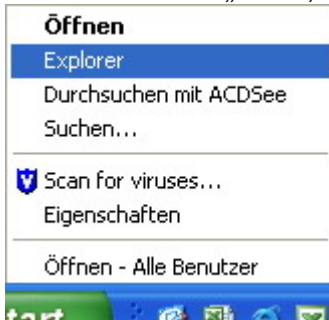 Öffnen
Explorer
Durchsuchen mit ACDSee
Suchen...
Scan for viruses...
Eigenschaften
Öffnen - Alle Benutzer